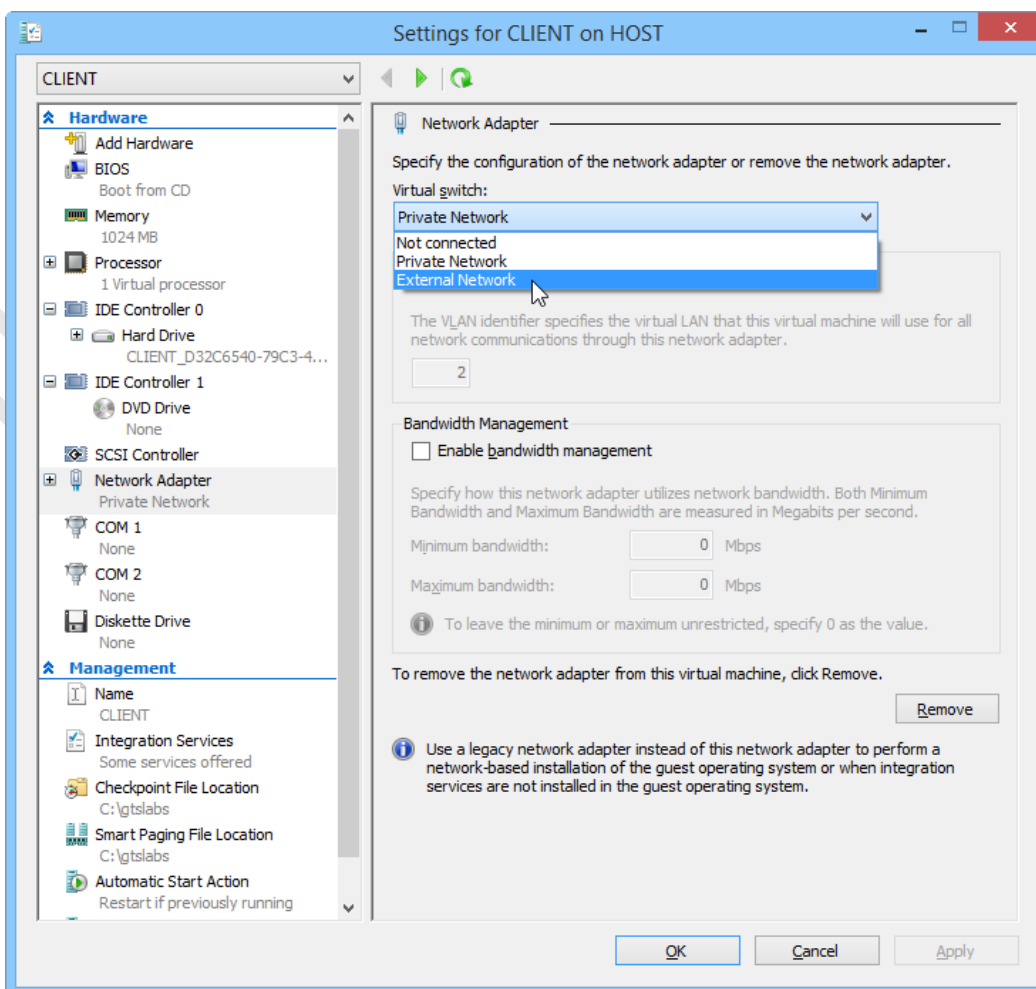 Settings for CLIENT on HOST
CLIENT
Hardware
Add Hardware
BIOS
Boot from CD
Memory
1024 MB
Processor
1 Virtual processor
IDE Controller 0
Hard Drive
CLIENT_D32C6540-79C3-4...
IDE Controller 1
DVD Drive
None
SCSI Controller
Network Adapter
Private Network
COM 1
None
COM 2
None
Diskette Drive
None
Management
Name
CLIENT
Integration Services
Some services offered
Checkpoint File Location
C:\gtslabs
Smart Paging File Location
C:\gtslabs
Automatic Start Action
Restart if previously running
Network Adapter
Specify the configuration of the network adapter or remove the network adapter.
Virtual switch:
Private Network
Not connected
Private Network
External Network
The VLAN identifier specifies the virtual LAN that this virtual machine will use for all
network communications through this network adapter.
2
Bandwidth Management
Enable bandwidth management
Specify how this network adapter utilizes network bandwidth. Both Minimum
Bandwidth and Maximum Bandwidth are measured in Megabits per second.
Minimum bandwidth: 0 Mbps
Maximum bandwidth: 0 Mbps
To leave the minimum or maximum unrestricted, specify 0 as the value.
To remove the network adapter from this virtual machine, click Remove.
Remove
Use a legacy network adapter instead of this network adapter to perform a
network-based installation of the guest operating system or when integration
services are not installed in the guest operating system.
OK Cancel Apply